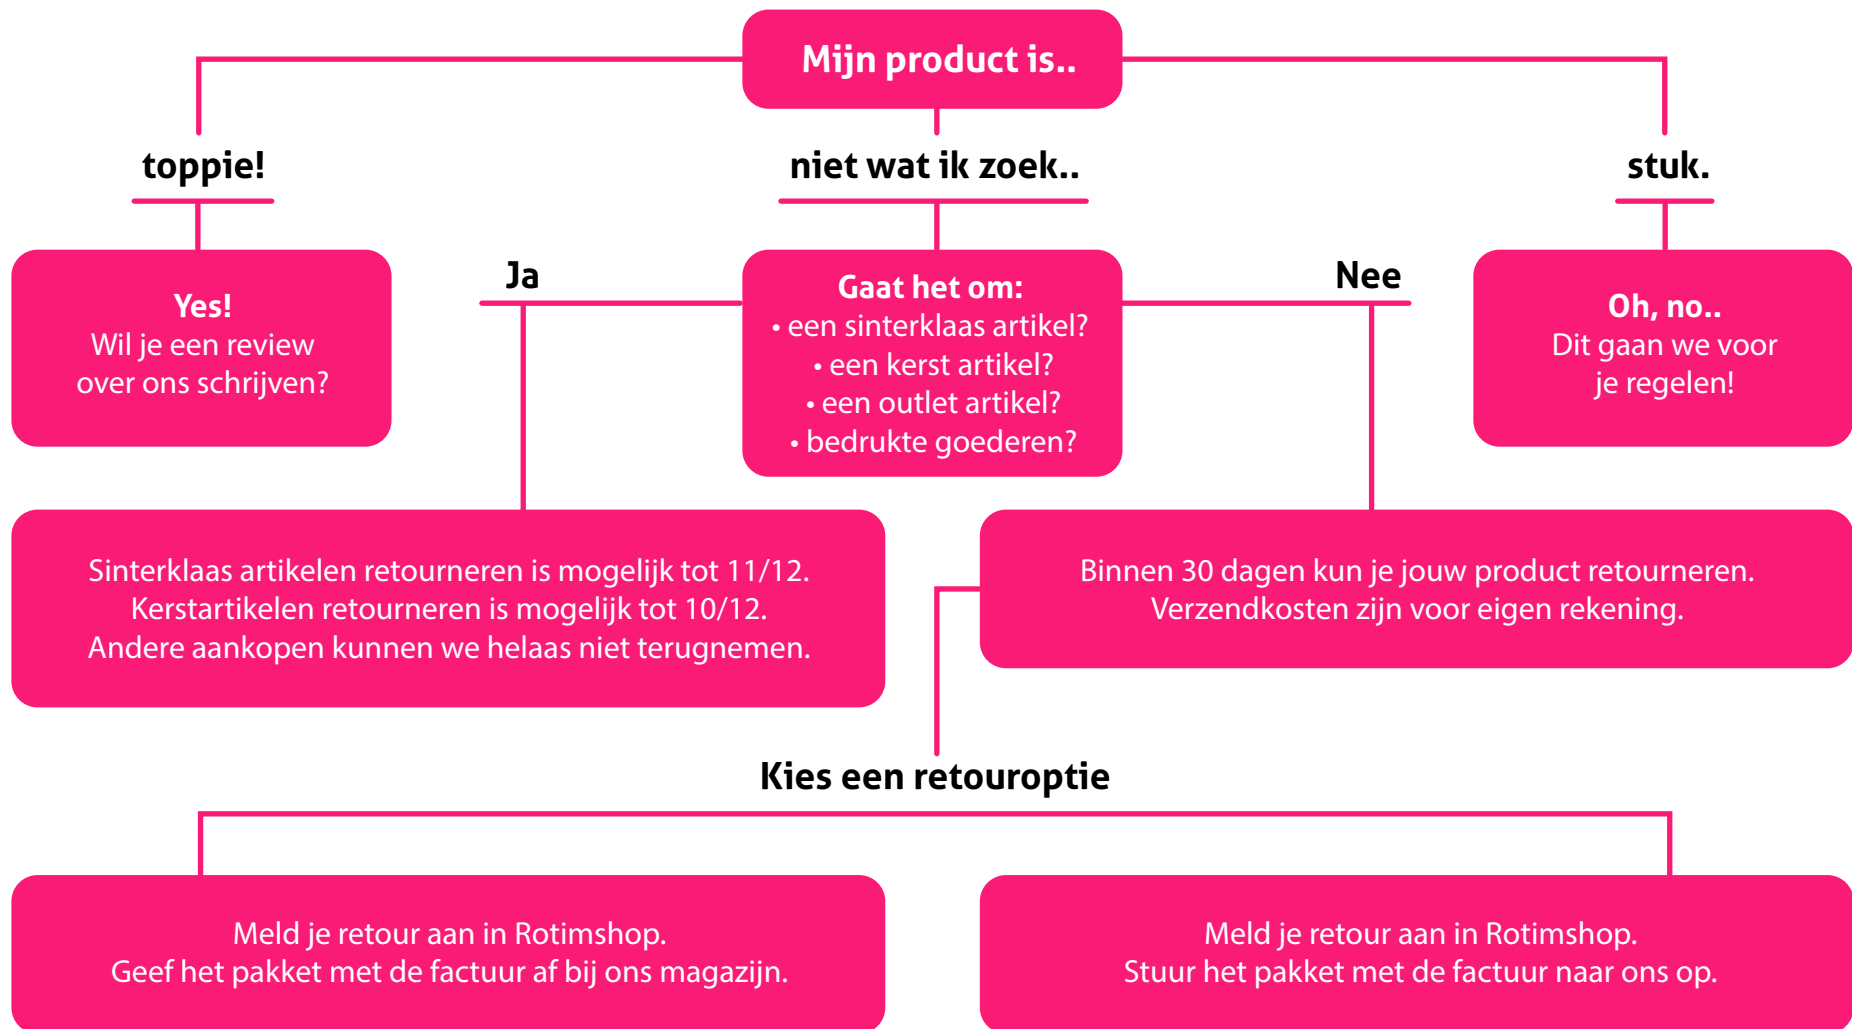 Mijn product is..
toppie!
niet wat ik zoek..
stuk.
Yes!
Wil je een review
over ons schrijven?
Ja
Gaat het om:
• een sinterklaas artikel?
• een kerst artikel?
• een outlet artikel?
• bedrukte goederen?
Nee
Oh, no..
Dit gaan we voor
je regelen!
Sinterklaas artikelen retourneren is mogelijk tot 11/12.
Kerstartikelen retourneren is mogelijk tot 10/12.
Andere aankopen kunnen we helaas niet terugnemen.
Binnen 30 dagen kun je jouw product retourneren.
Verzendkosten zijn voor eigen rekening.
Kies een retouroptie
Meld je retour aan in Rotimshop.
Geef het pakket met de factuur af bij ons magazijn.
Meld je retour aan in Rotimshop.
Stuur het pakket met de factuur naar ons op.